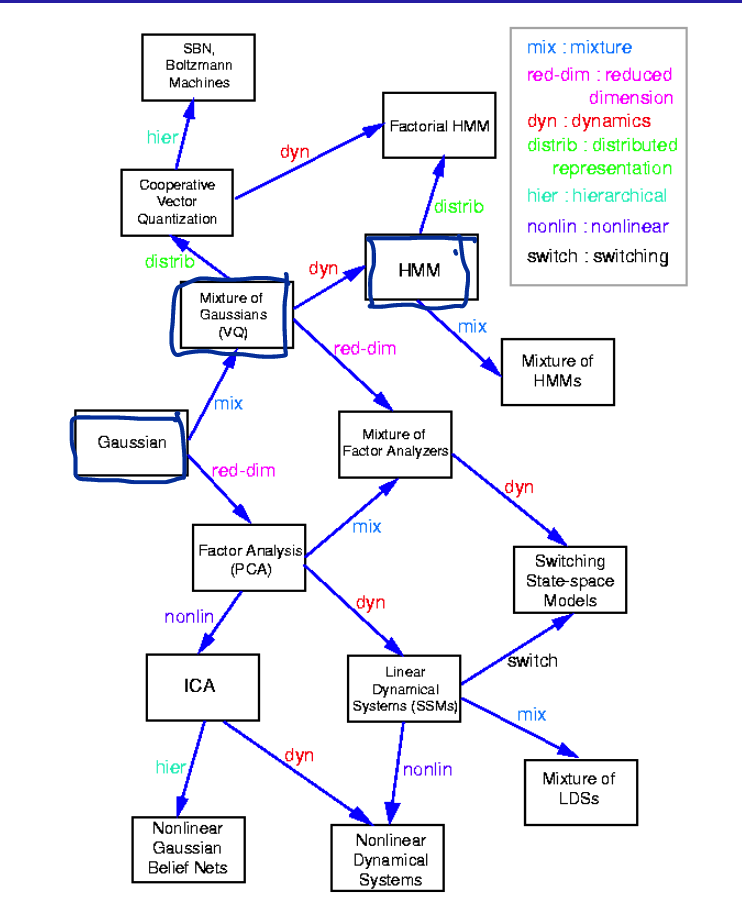 SBN,
Boltzmann
Machines
mix : mixture
red-dim : reduced
dimension
dyn : dynamics
distrib : distributed
representation
hier : hierarchical
nonlin : nonlinear
switch : switching
hier
dyn
Factorial HMM
Cooperative
Vector
Quantization
distrib
distrib
dyn
HMM
Mixture of
Gaussians
(VQ)
mix
red-dim
Mixture of
HMMs
mix
Gaussian
Mixture of
Factor Analyzers
red-dim
dyn
mix
Factor Analysis
(PCA)
Switching
State-space
Models
nonlin
dyn
switch
ICA
Linear
Dynamical
Systems (SSMs)
mix
hier
dyn
nonlin
Mixture of
LDSs
Nonlinear
Gaussian
Belief Nets
Nonlinear
Dynamical
Systems